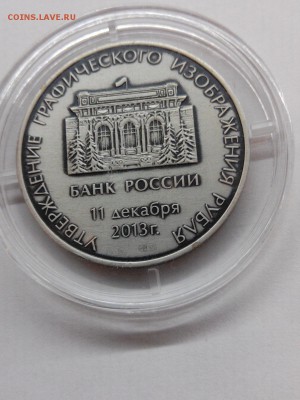 COINS.LAVE.RU
УТВЕРЖДЕНИЕ ГРАФИЧЕСКОГО ИЗОБРАЖЕНИЯ РУБЛЯ
БАНК РОССИИ
11 декабря
2013г.